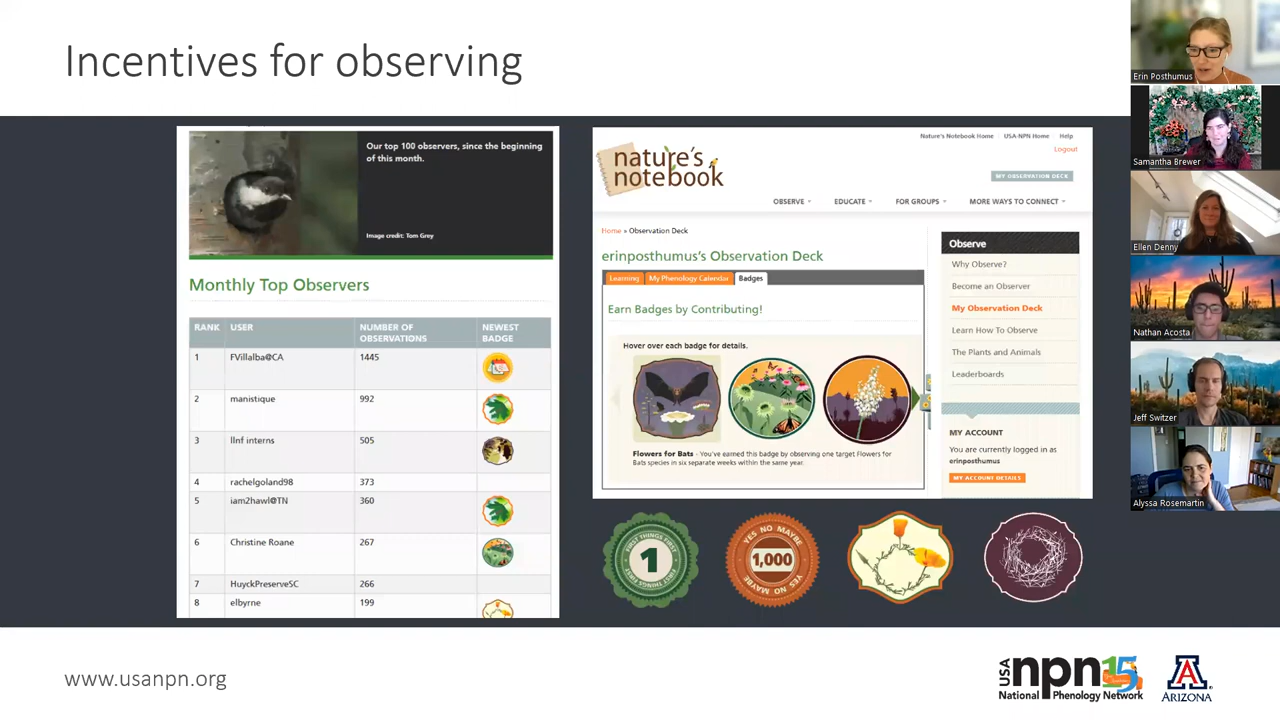 Incentives for observing
Our top 100 observers, since the beginning
of this month.
Image credit: Tom Grey
Monthly Top Observers
RANK USER NUMBER OF OBSERVATIONS NEWEST BADGE
1 FVillalba@CA 1445
2 manistique 992
3 llnf interns 505
4 rachelgoland98 373
5 iam2hawl@TN 360
6 Christine Roane 267
7 HuyckPreserveSC 266
8 elbyrne 199
Nature's Notebook Home USA-NPN Home Help
Logout
nature's
notebook
MY OBSERVATION DECK
OBSERVE EDUCATE FOR GROUPS MORE WAYS TO CONNECT
Home » Observation Deck
erinposthumus's Observation Deck
Learning My Phenology Calendar Badges
Earn Badges by Contributing!
Hover over each badge for details.
Flowers for Bats - You've earned this badge by observing one target Flowers for
Bats species in six separate weeks within the same year.
Observe
Why Observe?
Become an Observer
My Observation Deck
Learn How To Observe
The Plants and Animals
Leaderboards
MY ACCOUNT
You are currently logged in as
erinposthumus
MY ACCOUNT DETAILS
FIRST THINGS FIRST
1
FIRST THINGS FIRST
YES NO MAYBE
1,000
YES NO MAYBE
Erin Posthumus
Samantha Brewer
Ellen Denny
Nathan Acosta
Jeff Switzer
Alyssa Rosemartin
www.usanpn.org
USA npn 15
National Phenology Network
A
ARIZONA